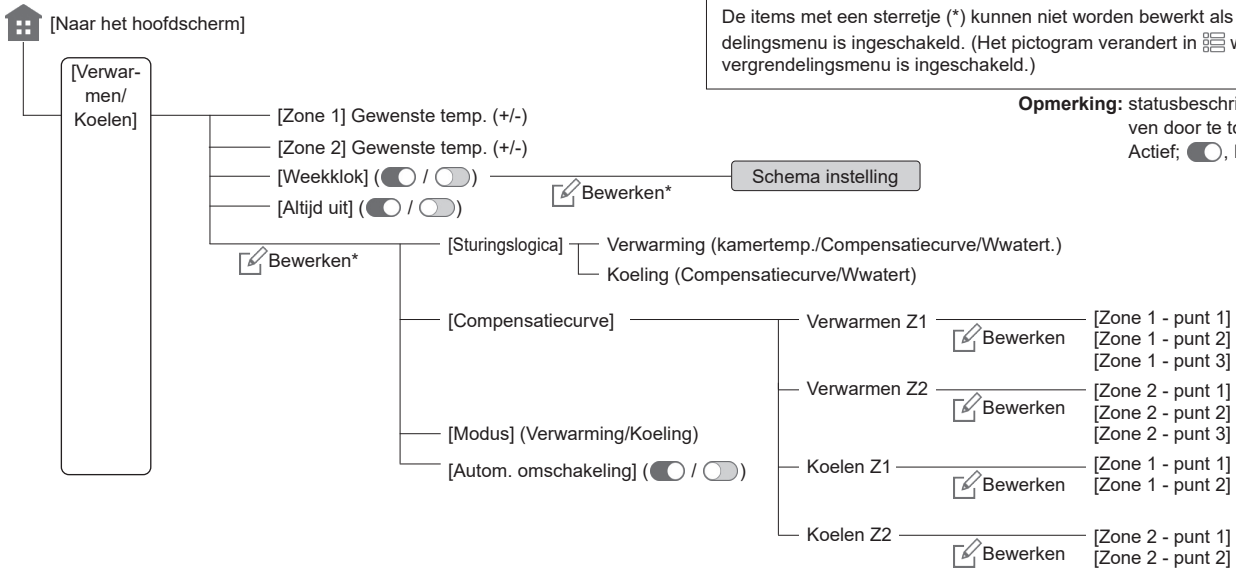 [Naar het hoofdscherm]
De items met een sterretje (*) kunnen niet worden bewerkt als
delingsmenu is ingeschakeld. (Het pictogram verandert in
vergrendelingsmenu is ingeschakeld.)
Opmerking: statusbeschri
ven door te
Actief;
[Verwar-
men/
Koelen]
[Zone 1] Gewenste temp. (+/-)
[Zone 2] Gewenste temp. (+/-)
[Weekklok] ( / )
Bewerken*
Schema instelling
[Altijd uit] ( / )
Bewerken*
[Sturingslogica]
Verwarming (kamertemp./Compensatiecurve/Wwatert.)
Koeling (Compensatiecurve/Wwatert)
[Compensatiecurve]
Verwarmen Z1
Bewerken
[Zone 1 - punt 1]
[Zone 1 - punt 2]
[Zone 1 - punt 3]
Verwarmen Z2
Bewerken
[Zone 2 - punt 1]
[Zone 2 - punt 2]
[Zone 2 - punt 3]
[Modus] (Verwarming/Koeling)
[Autom. omschakeling] ( / )
Koelen Z1
Bewerken
[Zone 1 - punt 1]
[Zone 1 - punt 2]
Koelen Z2
Bewerken
[Zone 2 - punt 1]
[Zone 2 - punt 2]